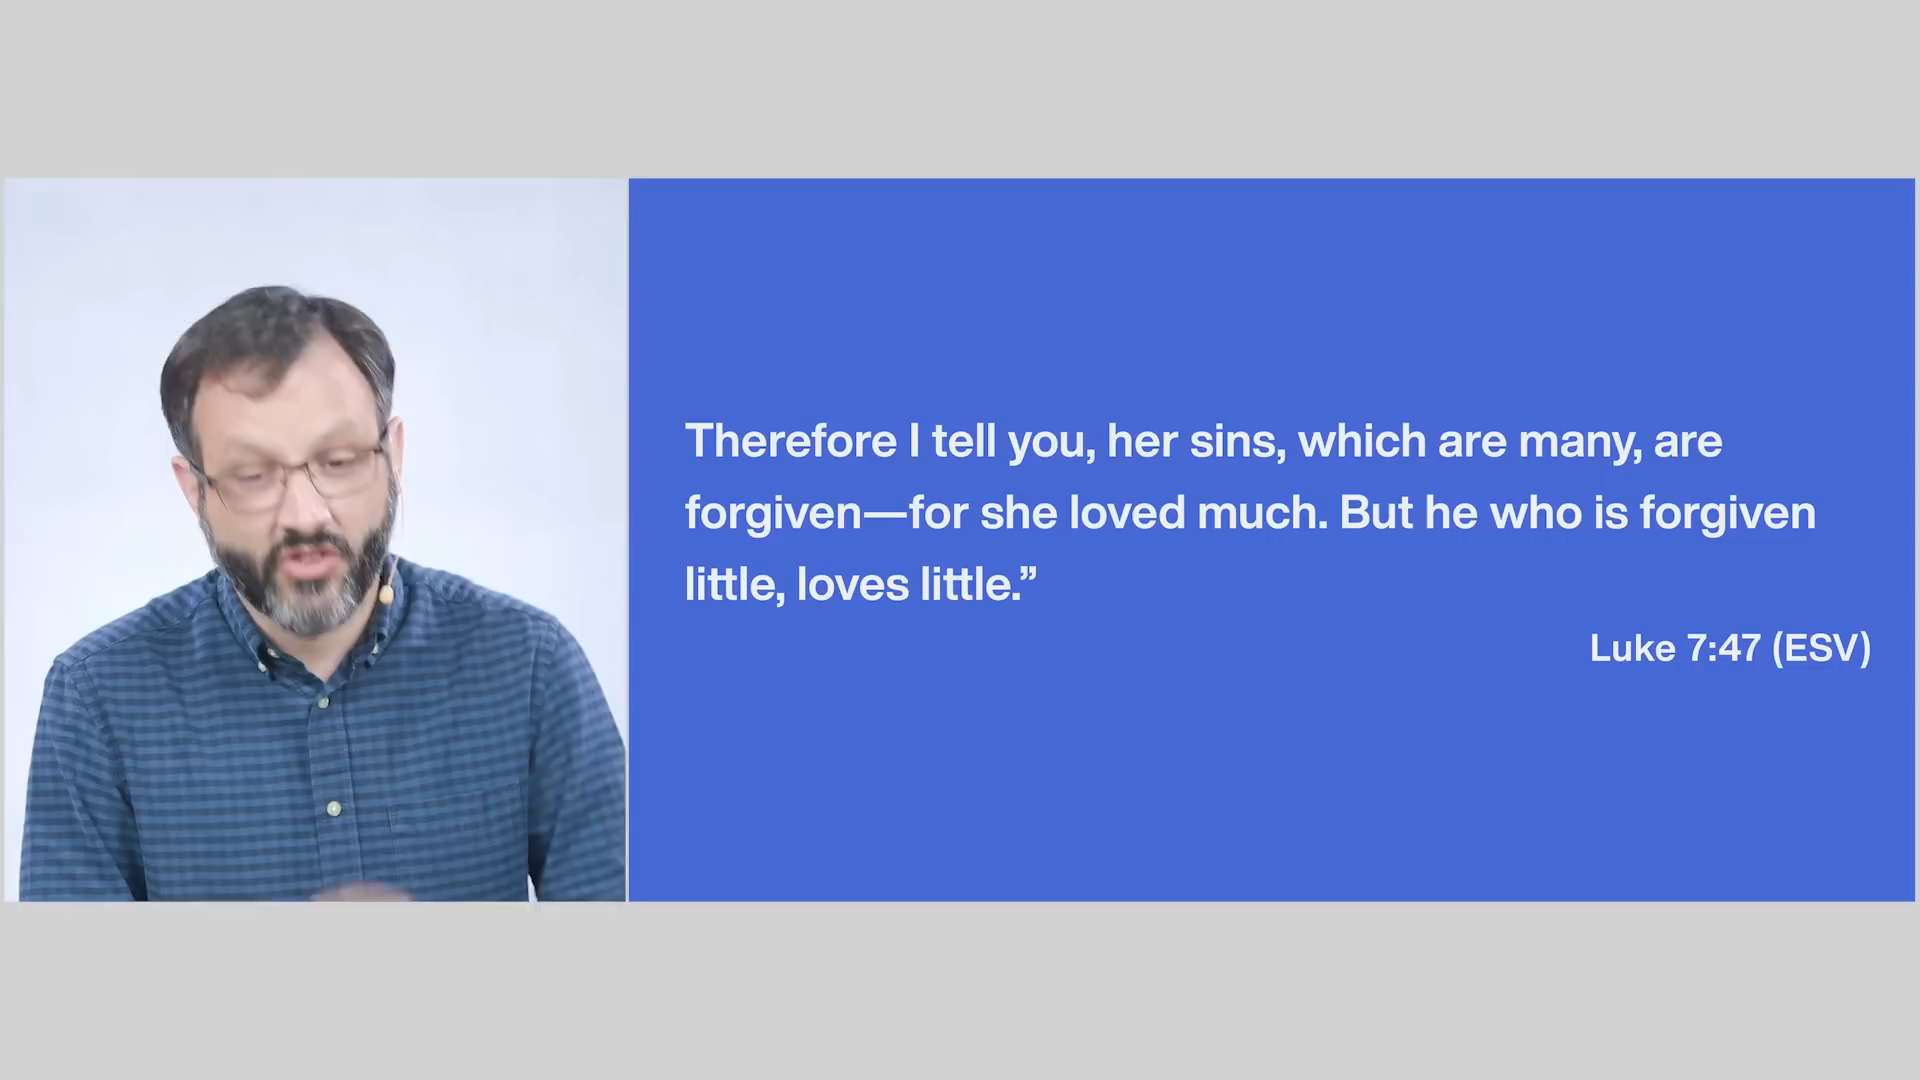 Therefore I tell you, her sins, which are many, are
forgiven—for she loved much. But he who is forgiven
little, loves little.”
Luke 7:47 (ESV)